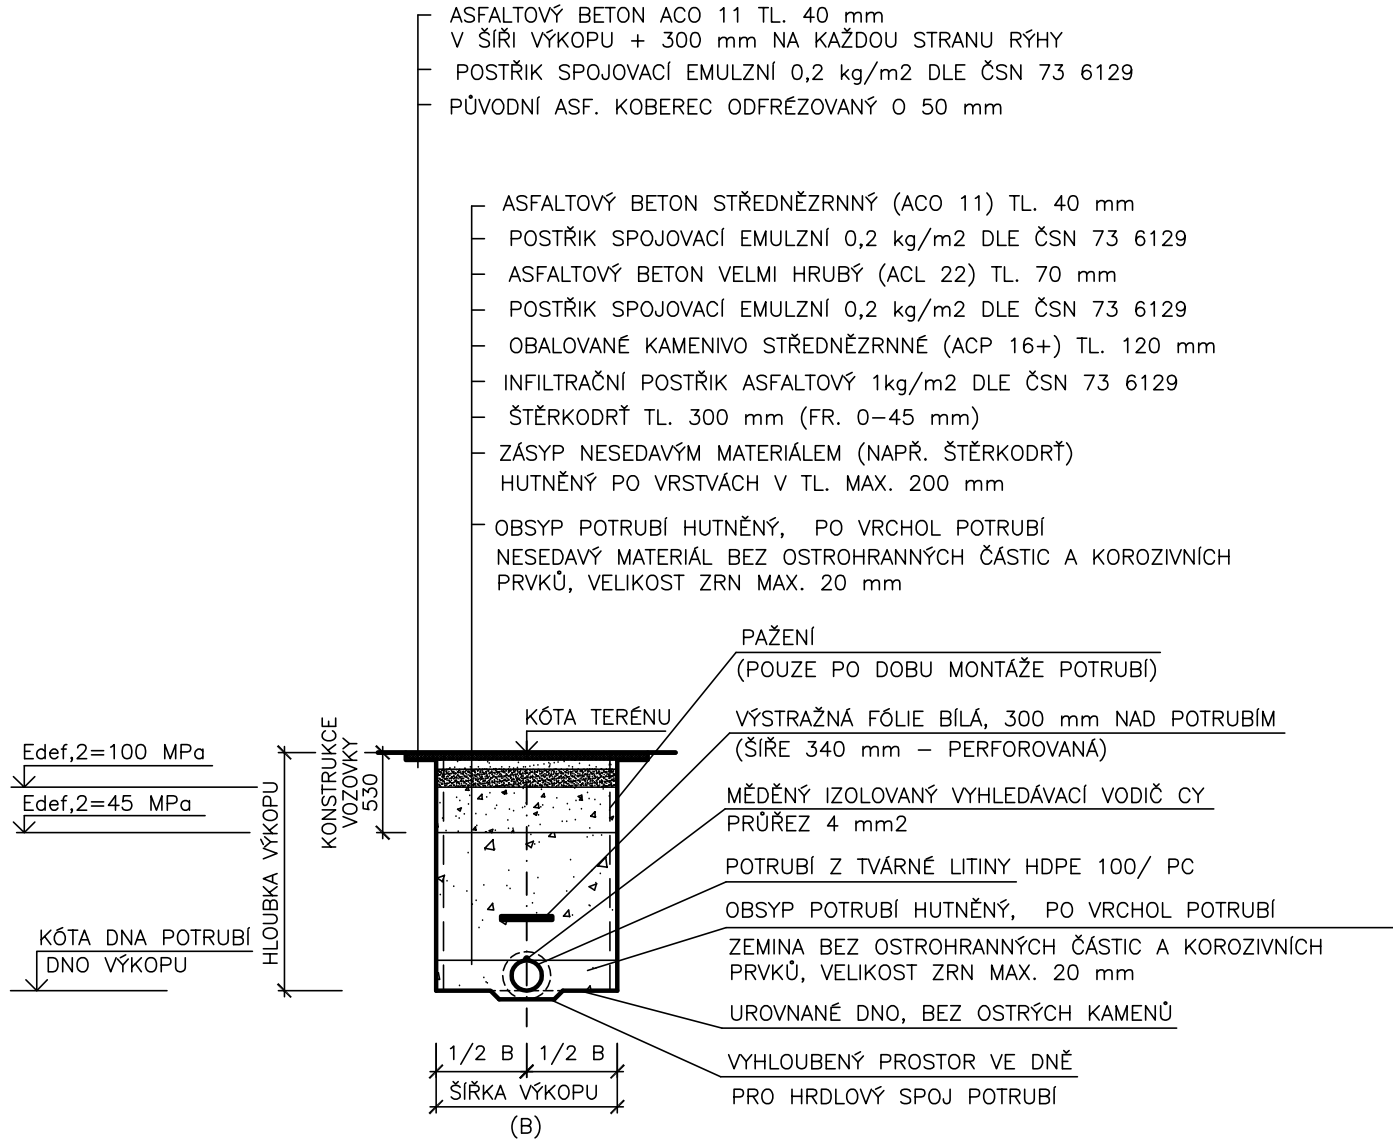 ASFALTOVÝ BETON ACO 11 TL. 40 mm
V ŠÍŘI VÝKOPU + 300 mm NA KAŽDOU STRANU RÝHY
POSTŘIK SPOJOVACÍ EMULZNÍ 0,2 kg/m2 DLE ČSN 73 6129
PŮVODNÍ ASF. KOBEREC ODFRÉZOVANÝ O 50 mm
ASFALTOVÝ BETON STŘEDNĚZRNNÝ (ACO 11) TL. 40 mm
POSTŘIK SPOJOVACÍ EMULZNÍ 0,2 kg/m2 DLE ČSN 73 6129
ASFALTOVÝ BETON VELMI HRUBÝ (ACL 22) TL. 70 mm
POSTŘIK SPOJOVACÍ EMULZNÍ 0,2 kg/m2 DLE ČSN 73 6129
OBALOVANÉ KAMENIVO STŘEDNĚZRNNÉ (ACP 16+) TL. 120 mm
INFILTRAČNÍ POSTŘIK ASFALTOVÝ 1kg/m2 DLE ČSN 73 6129
ŠTĚRKODRŤ TL. 300 mm (FR. 0-45 mm)
ZÁSYP NESEDAVÝM MATERIÁLEM (NAPŘ. ŠTĚRKODRŤ)
HUTNĚNÝ PO VRSTVÁCH V TL. MAX. 200 mm
OBSYP POTRUBÍ HUTNĚNÝ, PO VRCHOL POTRUBÍ
NESEDAVÝ MATERIÁL BEZ OSTROHRANNÝCH ČÁSTIC A KOROZIVNÍCH
PRVKŮ, VELIKOST ZRN MAX. 20 mm
PAŽENÍ
(POUZE PO DOBU MONTÁŽE POTRUBÍ)
KÓTA TERÉNU
VÝSTRAŽNÁ FÓLIE BÍLÁ, 300 mm NAD POTRUBÍM
(ŠÍŘE 340 mm - PERFOROVANÁ)
Edef,2=100 MPa
Edef,2=45 MPa
HLOUBKA VÝKOPU
KONSTRUKCE
VOZOVKY
530
MĚDĚNÝ IZOLOVANÝ VYHLEDÁVACÍ VODIČ CY
PRŮŘEZ 4 mm2
POTRUBÍ Z TVÁRNÉ LITINY HDPE 100/ PC
OBSYP POTRUBÍ HUTNĚNÝ, PO VRCHOL POTRUBÍ
ZEMINA BEZ OSTROHRANNÝCH ČÁSTIC A KOROZIVNÍCH
PRVKŮ, VELIKOST ZRN MAX. 20 mm
KÓTA DNA POTRUBÍ
DNO VÝKOPU
UROVNANÉ DNO, BEZ OSTRÝCH KAMENŮ
VYHLOUBENÝ PROSTOR VE DNĚ
PRO HRDLOVÝ SPOJ POTRUBÍ
1/2 B 1/2 B
ŠÍŘKA VÝKOPU
(B)